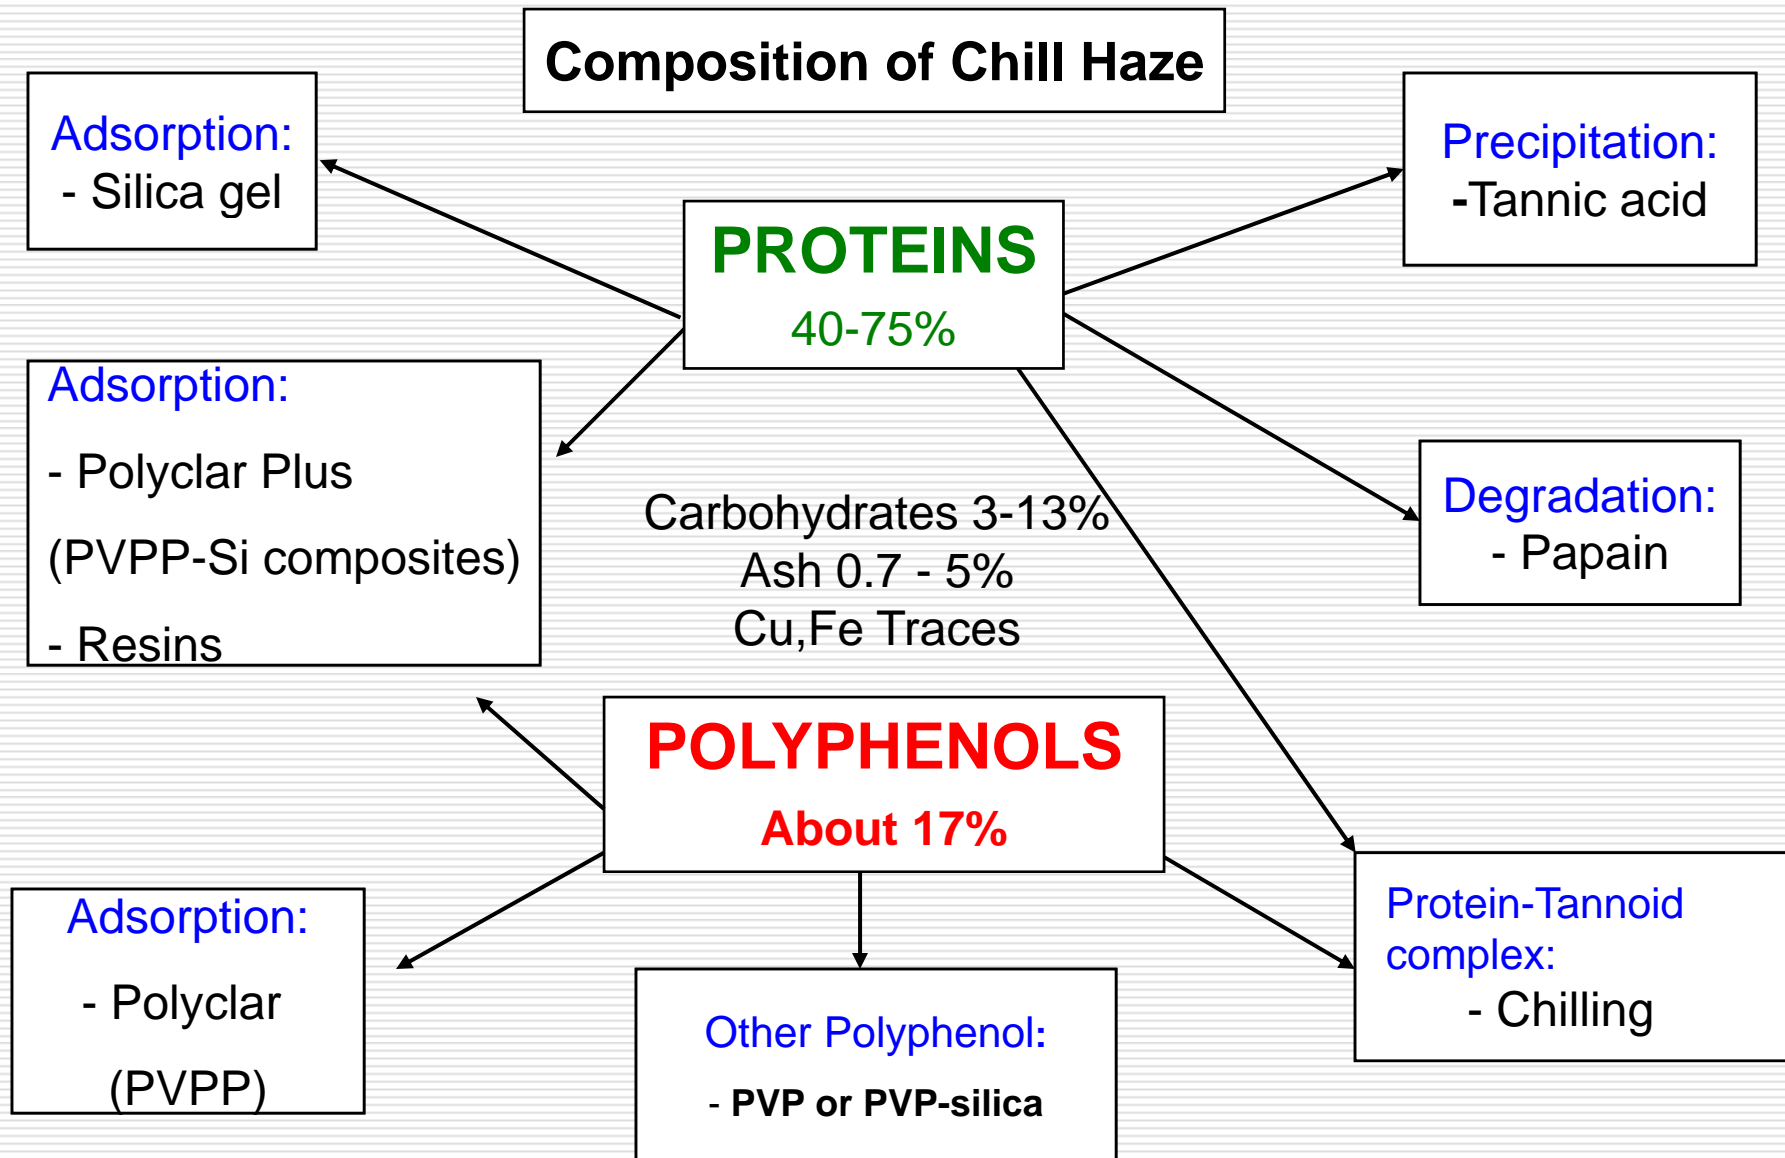 Composition of Chill Haze
Adsorption:
- Silica gel
Precipitation:
-Tannic acid
PROTEINS
40-75%
Adsorption:
- Polyclar Plus
(PVPP-Si composites)
- Resins
Carbohydrates 3-13%
Ash 0.7 - 5%
Cu,Fe Traces
Degradation:
- Papain
POLYPHENOLS
About 17%
Adsorption:
- Polyclar
(PVPP)
Other Polyphenol:
- PVP or PVP-silica
Protein-Tannoid
complex:
- Chilling